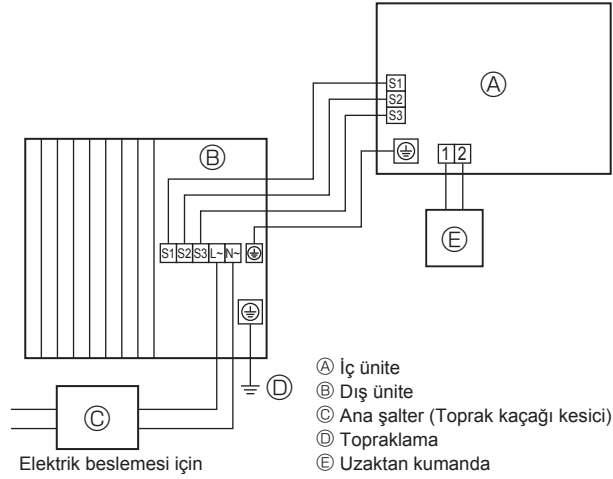 S1
S2
S3
Ⓐ
1 2
Ⓑ
Ⓔ
S1 S2 S3 L~ N~
Ⓓ
Ⓒ
Elektrik beslemesi için
Ⓐ İç ünite
Ⓑ Dış ünite
Ⓒ Ana şalter (Toprak kaçağı kesici)
Ⓓ Topraklama
Ⓔ Uzaktan kumanda